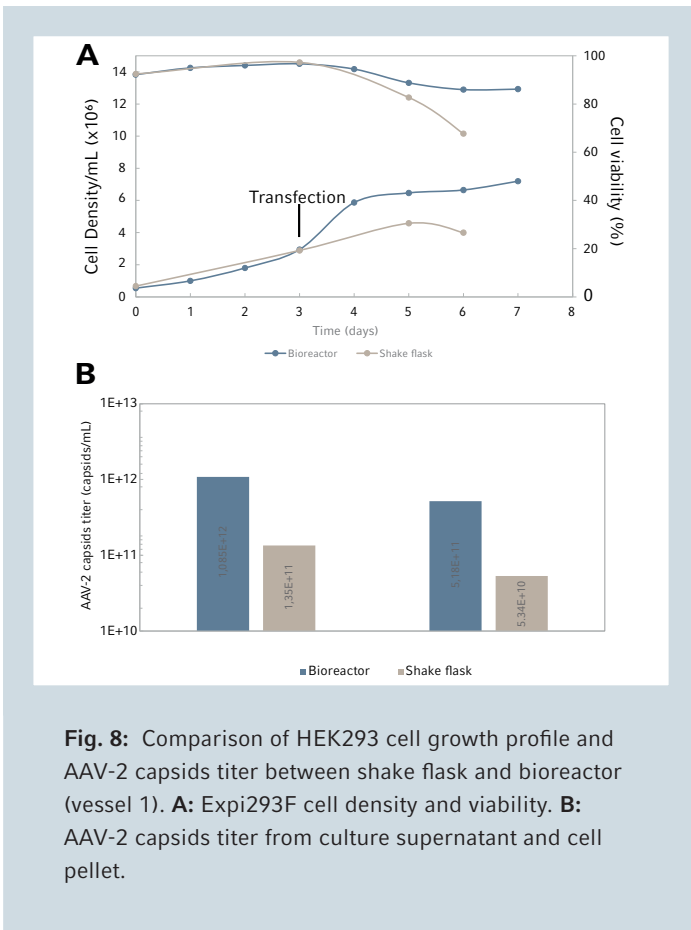 A
Cell Density/mL (x10⁶)
14
12
10
8
6
4
2
0
Transfection
100
80
60
40
20
0
Cell viability (%)
0 1 2 3 4 5 6 7 8
Time (days)
Bioreactor Shake flask
B
AAV-2 capsids titer (capsids/mL)
1E+13
1E+12
1E+11
1E+10
1,35E+11
5,18E+11
5.34E+10
Bioreactor Shake flask
Fig. 8: Comparison of HEK293 cell growth profile and
AAV-2 capsids titer between shake flask and bioreactor
(vessel 1). A: Expi293F cell density and viability. B:
AAV-2 capsids titer from culture supernatant and cell
pellet.